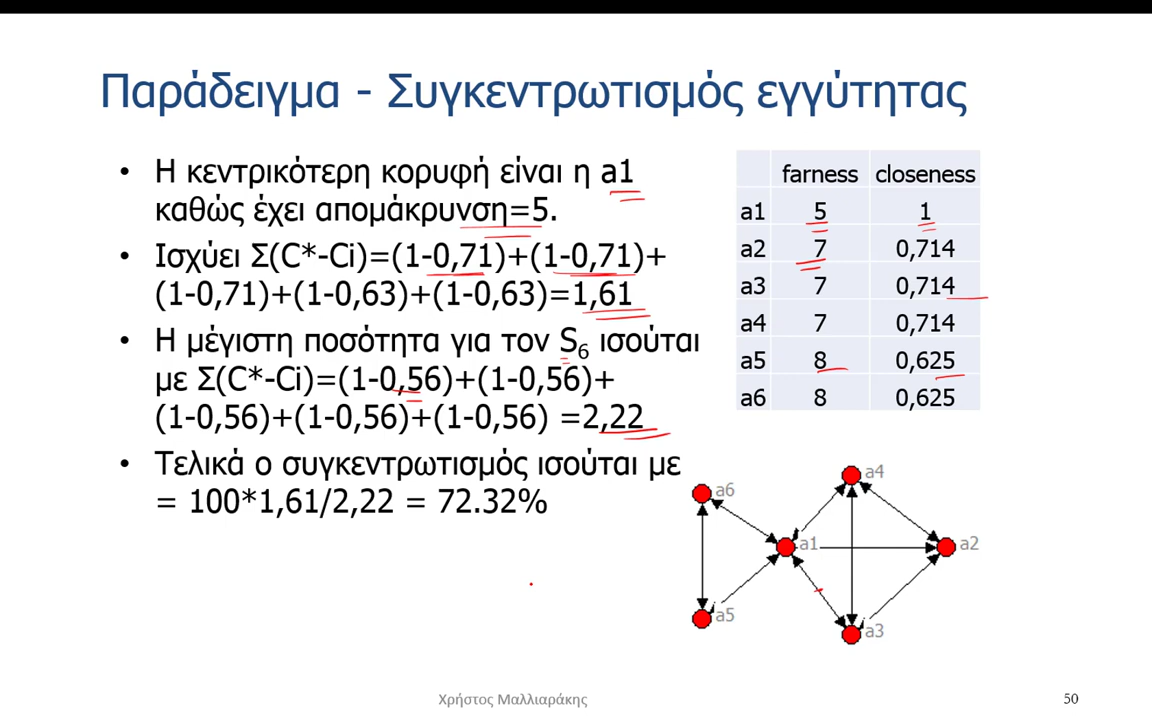 Παράδειγμα - Συγκεντρωτισμός εγγύτητας
• Η κεντρικότερη κορυφή είναι η a1
καθώς έχει απομάκρυνση=5.
• Ισχύει Σ(C*-Ci)=(1-0,71)+(1-0,71)+
(1-0,71)+(1-0,63)+(1-0,63)=1,61
• Η μέγιστη ποσότητα για τον S₆ ισούται
με Σ(C*-Ci)=(1-0,56)+(1-0,56)+
(1-0,56)+(1-0,56)+(1-0,56) =2,22
• Τελικά ο συγκεντρωτισμός ισούται με
= 100*1,61/2,22 = 72.32%
farness closeness
a1 5 1
a2 7 0,714
a3 7 0,714
a4 7 0,714
a5 8 0,625
a6 8 0,625
a4
a6
a1
a2
a5
a3
Χρήστος Μαλλιαράκης
50